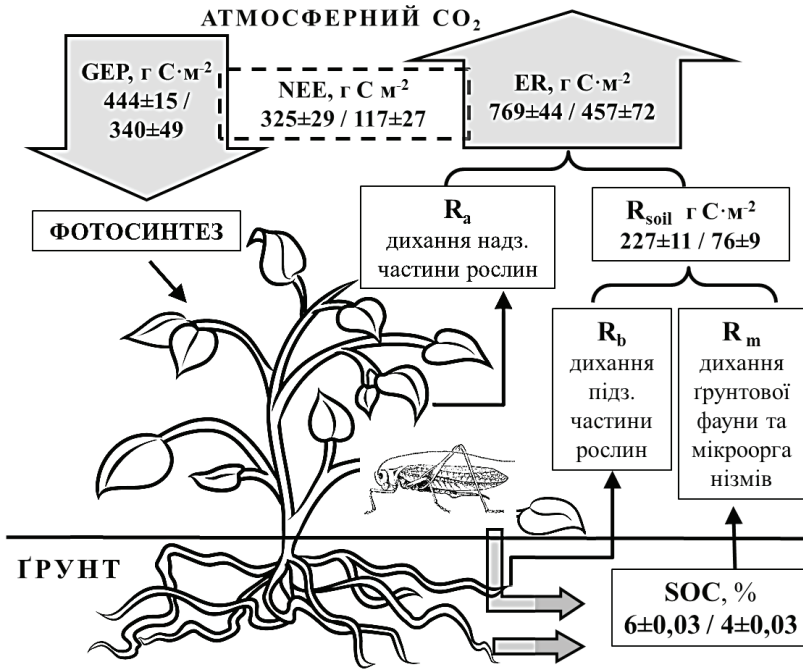 АТМОСФЕРНИЙ CO₂
GEP, г С·м⁻²
444±15 /
340±49
NEE, г С м⁻²
325±29 / 117±27
ER, г С·м⁻²
769±44 / 457±72
ФОТОСИНТЕЗ
Rₐ
дихання надз.
частини рослин
R_soil г С·м⁻²
227±11 / 76±9
R_b
дихання
підз.
частини
рослин
R_m
дихання
ґрунтової
фауни та
мікроорга
нізмів
ҐРУНТ
SOC, %
6±0,03 / 4±0,03